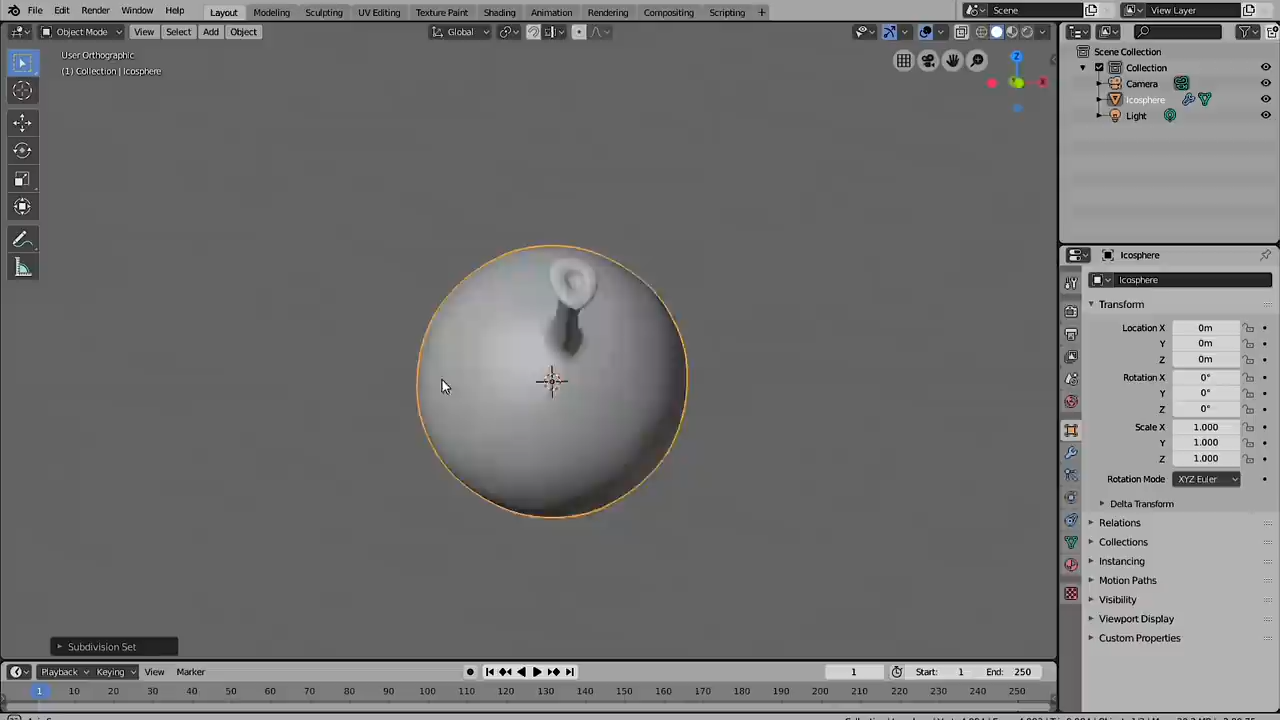 File Edit Render Window Help Layout Modeling Sculpting UV Editing Texture Paint Shading Animation Rendering Compositing Scripting + Scene View Layer
Object Mode View Select Add Object Global
User Orthographic
(1) Collection | Icosphere
Z
X
Scene Collection
Collection
Camera
Icosphere
Light
Icosphere
Icosphere
Transform
Location X 0m
Y 0m
Z 0m
Rotation X 0°
Y 0°
Z 0°
Scale X 1.000
Y 1.000
Z 1.000
Rotation Mode XYZ Euler
Delta Transform
Relations
Collections
Instancing
Motion Paths
Visibility
Viewport Display
Custom Properties
Subdivision Set
Playback Keying View Marker 1 Start: 1 End: 250
1 10 20 30 40 50 60 70 80 90 100 110 120 130 140 150 160 170 180 190 200 210 220 230 240 250